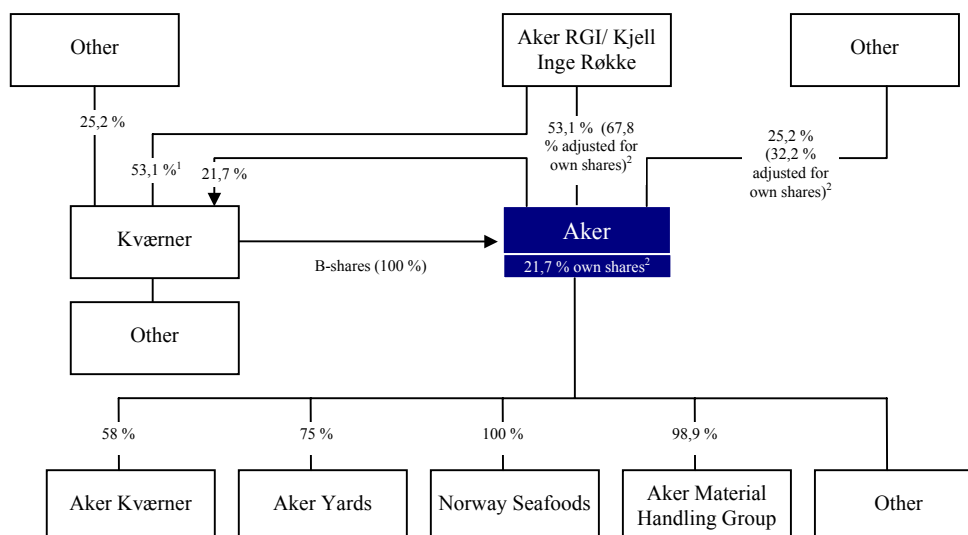 Other
Aker RGI/ Kjell
Inge Røkke
Other
25,2 %
53,1 %¹
21,7 %
53,1 % (67,8
% adjusted for
own shares)²
25,2 %
(32,2 %
adjusted for
own shares)²
Kværner
B-shares (100 %)
Aker
21,7 % own shares²
Other
58 %
75 %
100 %
98,9 %
Aker Kværner
Aker Yards
Norway Seafoods
Aker Material
Handling Group
Other